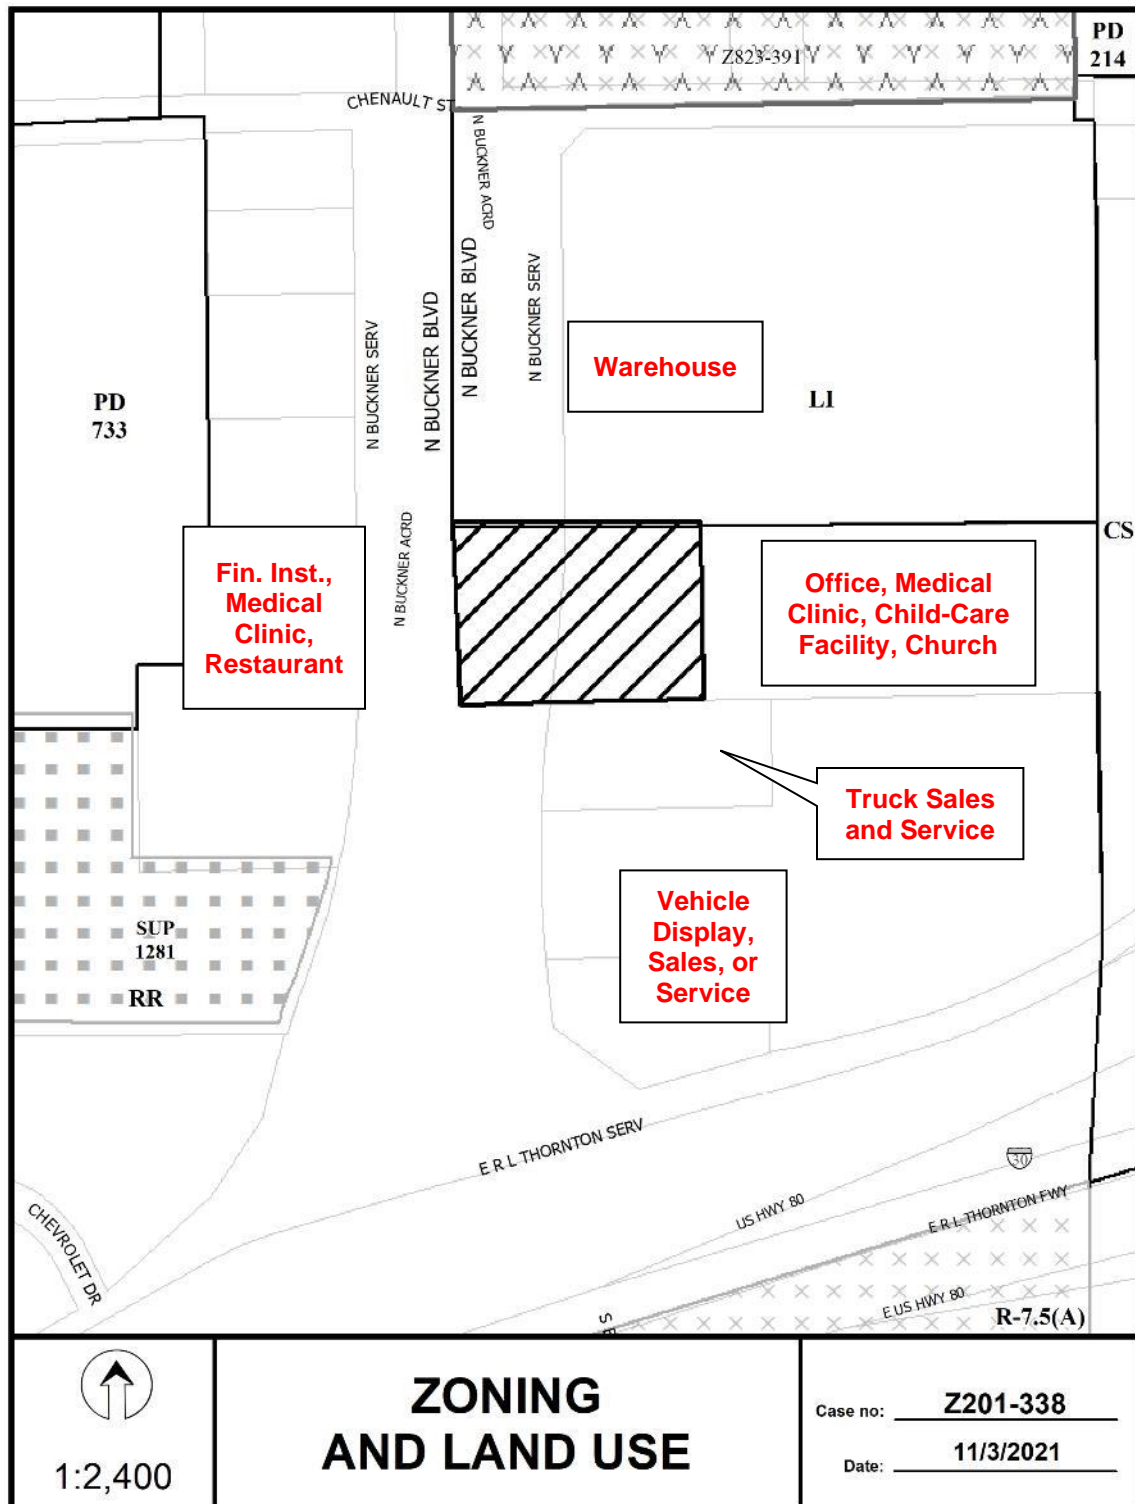 PD
214
Z823-391
CHENAULT ST
N BUCKNER ACRD
N BUCKNER BLVD
N BUCKNER BLVD
N BUCKNER SERV
N BUCKNER SERV
Warehouse
LI
PD
733
CS
N BUCKNER ACRD
Fin. Inst.,
Medical
Clinic,
Restaurant
Office, Medical
Clinic, Child-Care
Facility, Church
Truck Sales
and Service
Vehicle
Display,
Sales, or
Service
SUP
1281
RR
E R L THORNTON SERV
30
US HWY 80
E R L THORNTON FWY
CHEVROLET DR
E US HWY 80
R-7.5(A)
1:2,400
ZONING
AND LAND USE
Case no: Z201-338
Date: 11/3/2021